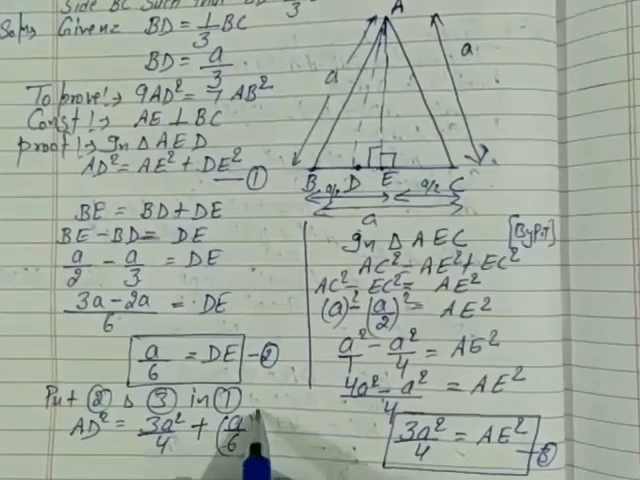 Side BC Such that BD 1/3
Soln, Given:- BD = 1/3 BC
BD = a/3
To prove:→ 9AD² = 7AB²
Const:→ AE ⊥ BC
proof:→ In Δ AED
AD² = AE² + DE² —①
BE = BD + DE
BE - BD = DE
a/2 - a/3 = DE
3a-2a/6 = DE
a/6 = DE -②
Put ② & ③ in ①
AD² = 3a²/4 + (a/6
A
a
a
B a/3 D E a/2 C
a
In Δ AEC [By P.T]
AC² = AE² + EC²
AC² - EC² = AE²
(a)² - (a/2)² = AE²
a²/1 - a²/4 = AE²
4a² - a²/4 = AE²
3a²/4 = AE² -③